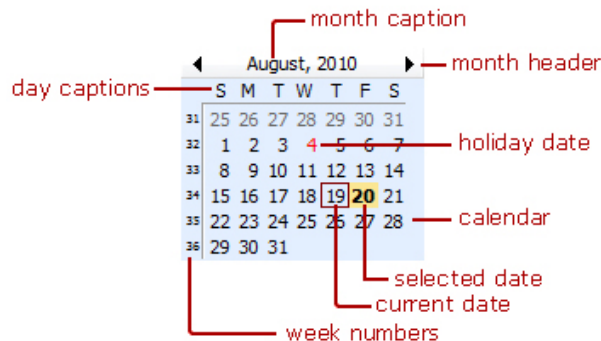 month caption
August, 2010
month header
day captions
S M T W T F S
31 25 26 27 28 29 30 31
32 1 2 3 4 5 6 7
holiday date
33 8 9 10 11 12 13 14
34 15 16 17 18 19 20 21
35 22 23 24 25 26 27 28
calendar
36 29 30 31
selected date
current date
week numbers